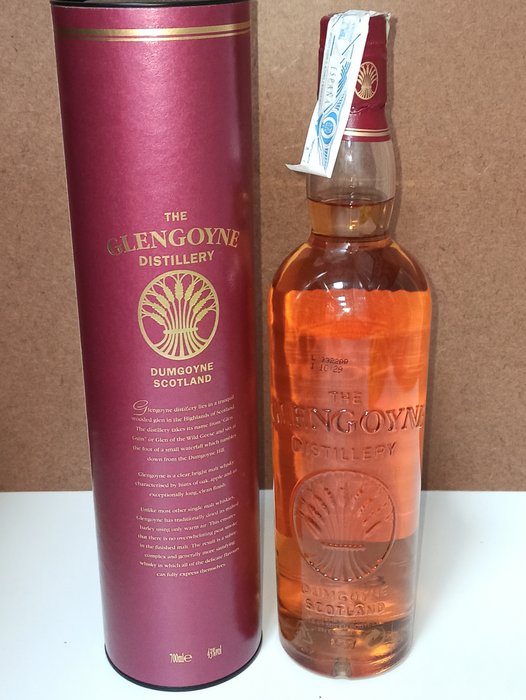 THE
GLENGOYNE
DISTILLERY
DUMGOYNE
SCOTLAND
Glengoyne distillery lies in a tranquil
wooded glen in the Highlands of Scotland.
The distillery takes its name from "Glen
Guin" or Glen of the Wild Geese and sits at
the foot of a small waterfall which tumbles
down from the Dumgoyne Hill.
Glengoyne is a clear bright malt whisky
characterised by hints of oak, apple and an
exceptionally long, clean finish.
Unlike most other single malt whiskies,
Glengoyne has traditionally dried its malted
barley using only warm air. This ensures
that there is no overwhelming peat smoke
in the finished malt. The result is a subtly
complex and generally more satisfying
whisky in which all of the delicate flavours
can fully express themselves
700ml e 43%vol
ESPAÑA
THE
GLENGOYNE
DISTILLERY
DUMGOYNE
SCOTLAND